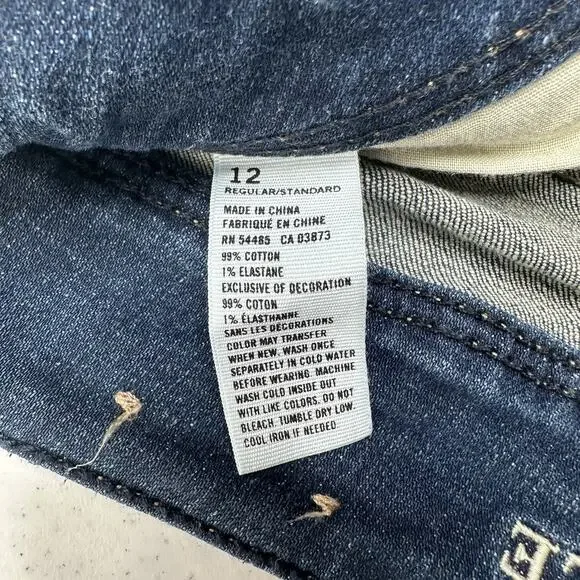 12
REGULAR/STANDARD
MADE IN CHINA
FABRIQUÉ EN CHINE
RN 54485 CA 03873
99% COTTON
1% ELASTANE
EXCLUSIVE OF DECORATION
99% COTON
1% ÉLASTHANNE
SANS LES DÉCORATIONS
COLOR MAY TRANSFER
WHEN NEW. WASH ONCE
SEPARATELY IN COLD WATER
BEFORE WEARING. MACHINE
WASH COLD INSIDE OUT
WITH LIKE COLORS. DO NOT
BLEACH. TUMBLE DRY LOW.
COOL IRON IF NEEDED.